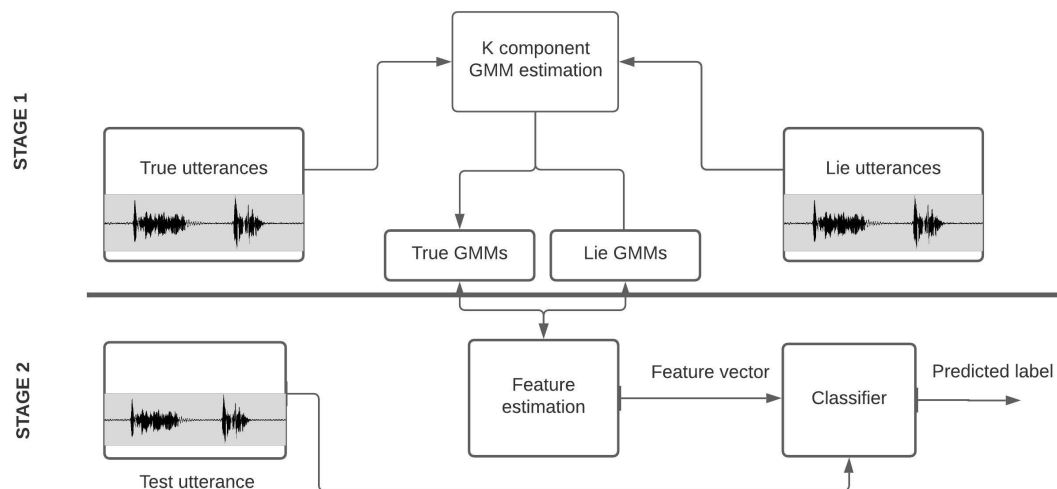 STAGE 1
K component
GMM estimation
True utterances
Lie utterances
True GMMs
Lie GMMs
STAGE 2
Feature
estimation
Feature vector
Classifier
Predicted label
Test utterance